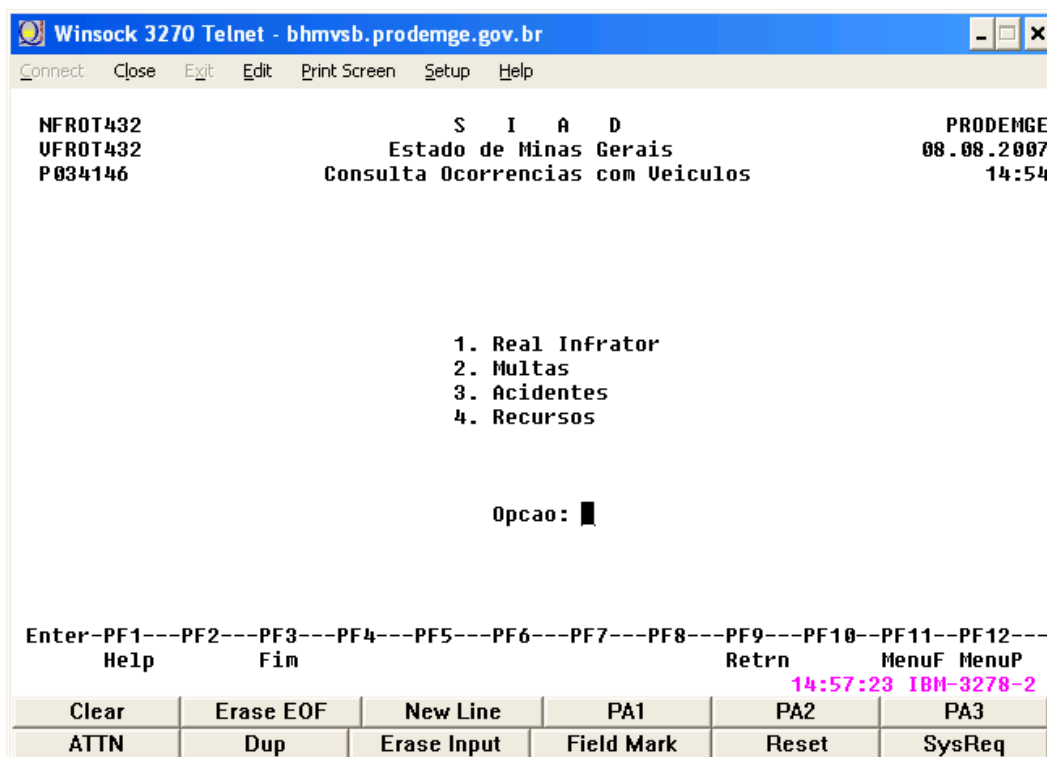 Winsock 3270 Telnet - bhmvsb.prodemge.gov.br
Connect Close Exit Edit Print Screen Setup Help
NFROT432 S I A D PRODEMGE
VFROT432 Estado de Minas Gerais 08.08.2007
P034146 Consulta Ocorrencias com Veiculos 14:54
1. Real Infrator
2. Multas
3. Acidentes
4. Recursos
Opcao:
Enter-PF1---PF2---PF3---PF4---PF5---PF6---PF7---PF8---PF9---PF10--PF11--PF12---
Help Fim Retrn MenuF MenuP
14:57:23 IBM-3278-2
Clear Erase EOF New Line PA1 PA2 PA3
ATTN Dup Erase Input Field Mark Reset SysReq